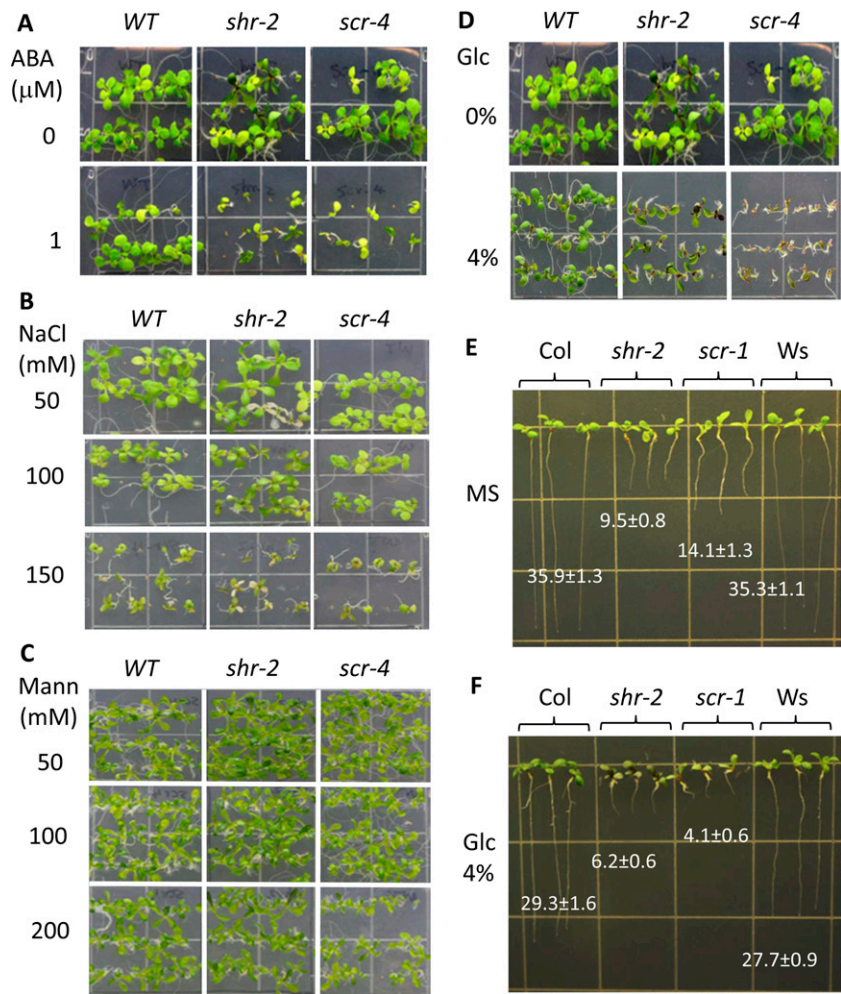 A
WT shr-2 scr-4
ABA
(μM)
0
1
B
WT shr-2 scr-4
NaCl
(mM)
50
100
150
C
WT shr-2 scr-4
Mann
(mM)
50
100
200
D
WT shr-2 scr-4
Glc
0%
4%
E
Col shr-2 scr-1 Ws
MS
9.5±0.8
14.1±1.3
35.9±1.3
35.3±1.1
F
Col shr-2 scr-1 Ws
Glc
4%
4.1±0.6
6.2±0.6
29.3±1.6
27.7±0.9